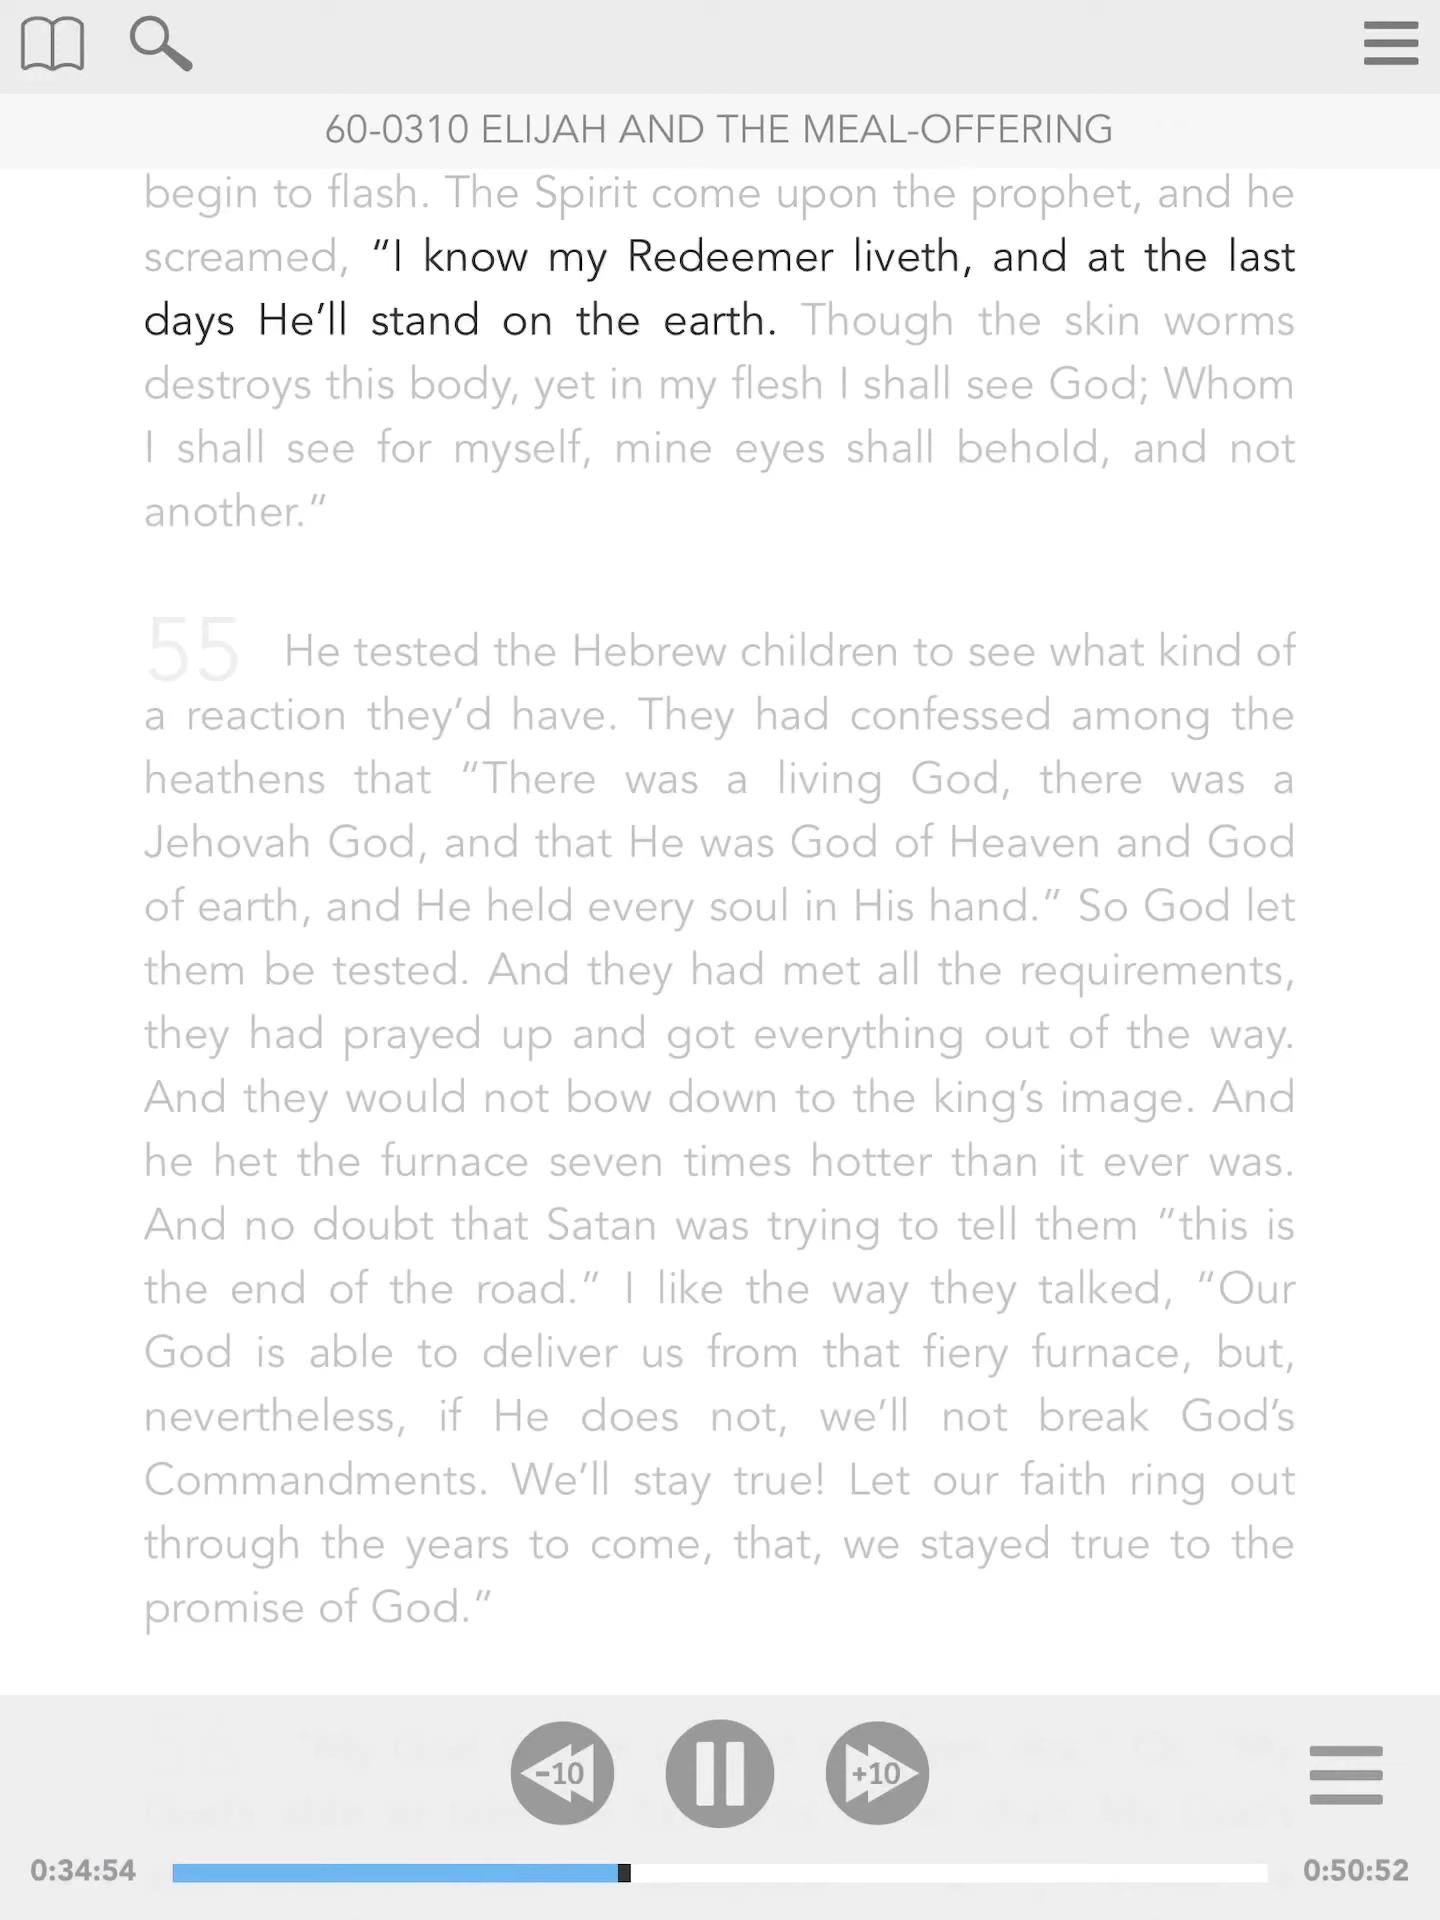 60-0310 ELIJAH AND THE MEAL-OFFERING
begin to flash. The Spirit come upon the prophet, and he
screamed, “I know my Redeemer liveth, and at the last
days He’ll stand on the earth. Though the skin worms
destroys this body, yet in my flesh I shall see God; Whom
I shall see for myself, mine eyes shall behold, and not
another.”
55 He tested the Hebrew children to see what kind of
a reaction they’d have. They had confessed among the
heathens that “There was a living God, there was a
Jehovah God, and that He was God of Heaven and God
of earth, and He held every soul in His hand.” So God let
them be tested. And they had met all the requirements,
they had prayed up and got everything out of the way.
And they would not bow down to the king’s image. And
he het the furnace seven times hotter than it ever was.
And no doubt that Satan was trying to tell them “this is
the end of the road.” I like the way they talked, “Our
God is able to deliver us from that fiery furnace, but,
nevertheless, if He does not, we’ll not break God’s
Commandments. We’ll stay true! Let our faith ring out
through the years to come, that, we stayed true to the
promise of God.”
-10 +10
0:34:54 0:50:52